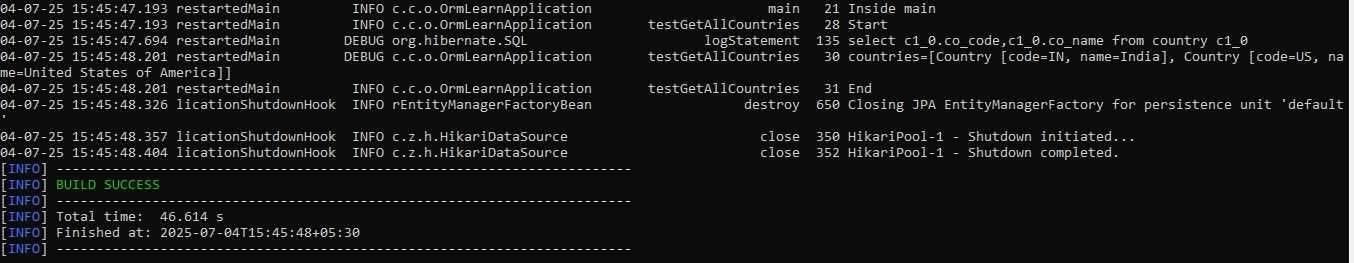 04-07-25 15:45:47.193 restartedMain        INFO c.c.o.OrmLearnApplication                       main   21 Inside main
04-07-25 15:45:47.193 restartedMain        INFO c.c.o.OrmLearnApplication        testGetAllCountries   28 Start
04-07-25 15:45:47.694 restartedMain       DEBUG org.hibernate.SQL                       logStatement  135 select c1_0.co_code,c1_0.co_name from country c1_0
04-07-25 15:45:48.201 restartedMain       DEBUG c.c.o.OrmLearnApplication        testGetAllCountries   30 countries=[Country [code=IN, name=India], Country [code=US, na
me=United States of America]]
04-07-25 15:45:48.201 restartedMain        INFO c.c.o.OrmLearnApplication        testGetAllCountries   31 End
04-07-25 15:45:48.326 licationShutdownHook  INFO rEntityManagerFactoryBean                    destroy  650 Closing JPA EntityManagerFactory for persistence unit 'default
'
04-07-25 15:45:48.357 licationShutdownHook  INFO c.z.h.HikariDataSource                         close  350 HikariPool-1 - Shutdown initiated...
04-07-25 15:45:48.404 licationShutdownHook  INFO c.z.h.HikariDataSource                         close  352 HikariPool-1 - Shutdown completed.
[INFO] ------------------------------------------------------------------------
[INFO] BUILD SUCCESS
[INFO] ------------------------------------------------------------------------
[INFO] Total time:  46.614 s
[INFO] Finished at: 2025-07-04T15:45:48+05:30
[INFO] ------------------------------------------------------------------------